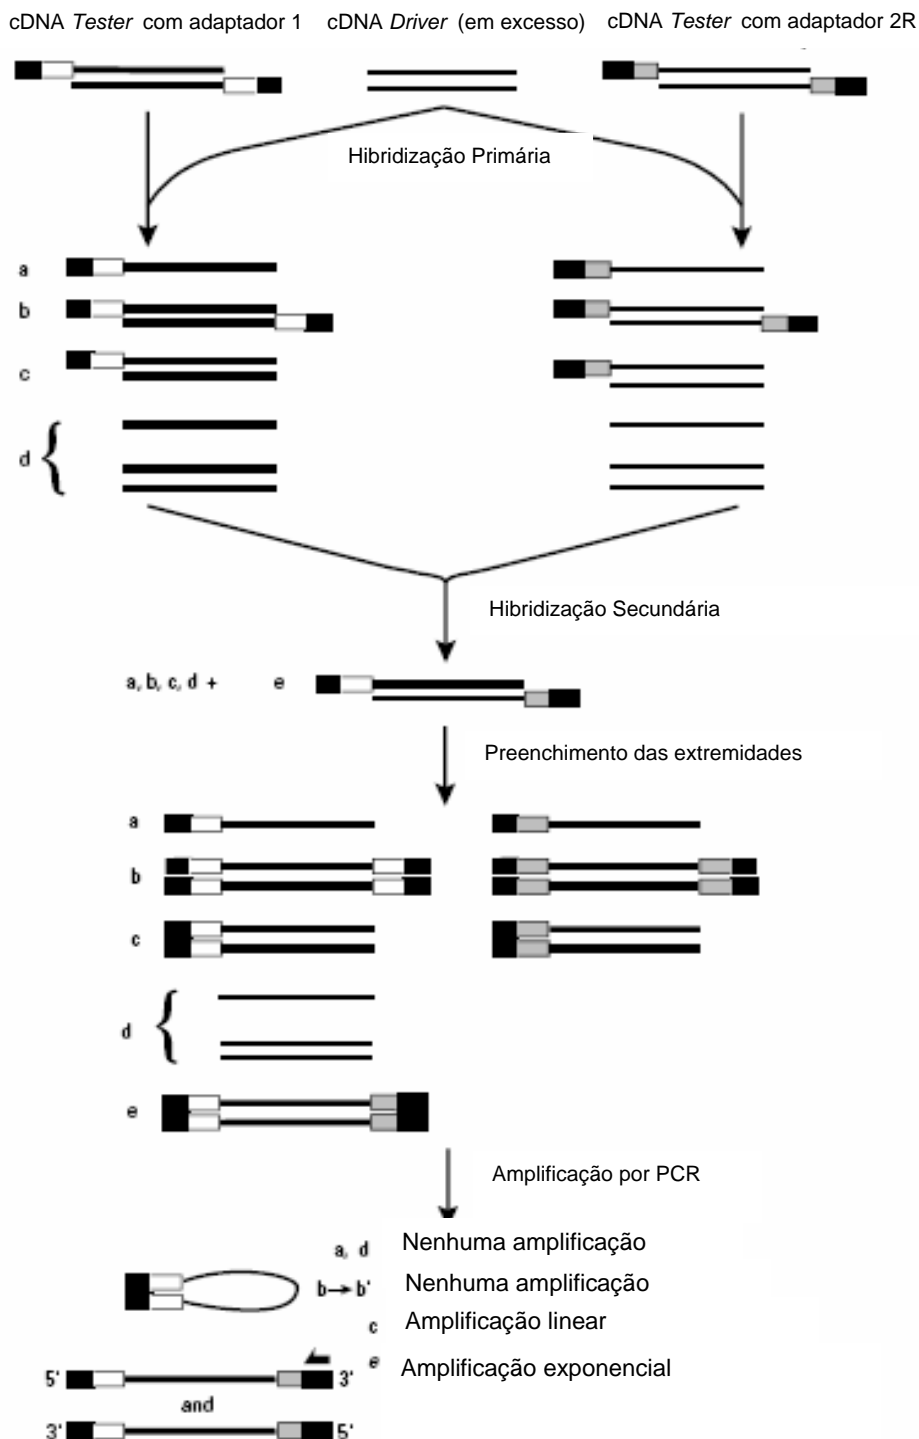 cDNA Tester com adaptador 1 cDNA Driver (em excesso) cDNA Tester com adaptador 2R
Hibridização Primária
a
b
c
d
Hibridização Secundária
a, b, c, d + e
Preenchimento das extremidades
a
b
c
d
e
Amplificação por PCR
a, d Nenhuma amplificação
b→b' Nenhuma amplificação
c Amplificação linear
e Amplificação exponencial
5' 3'
and
3' 5'